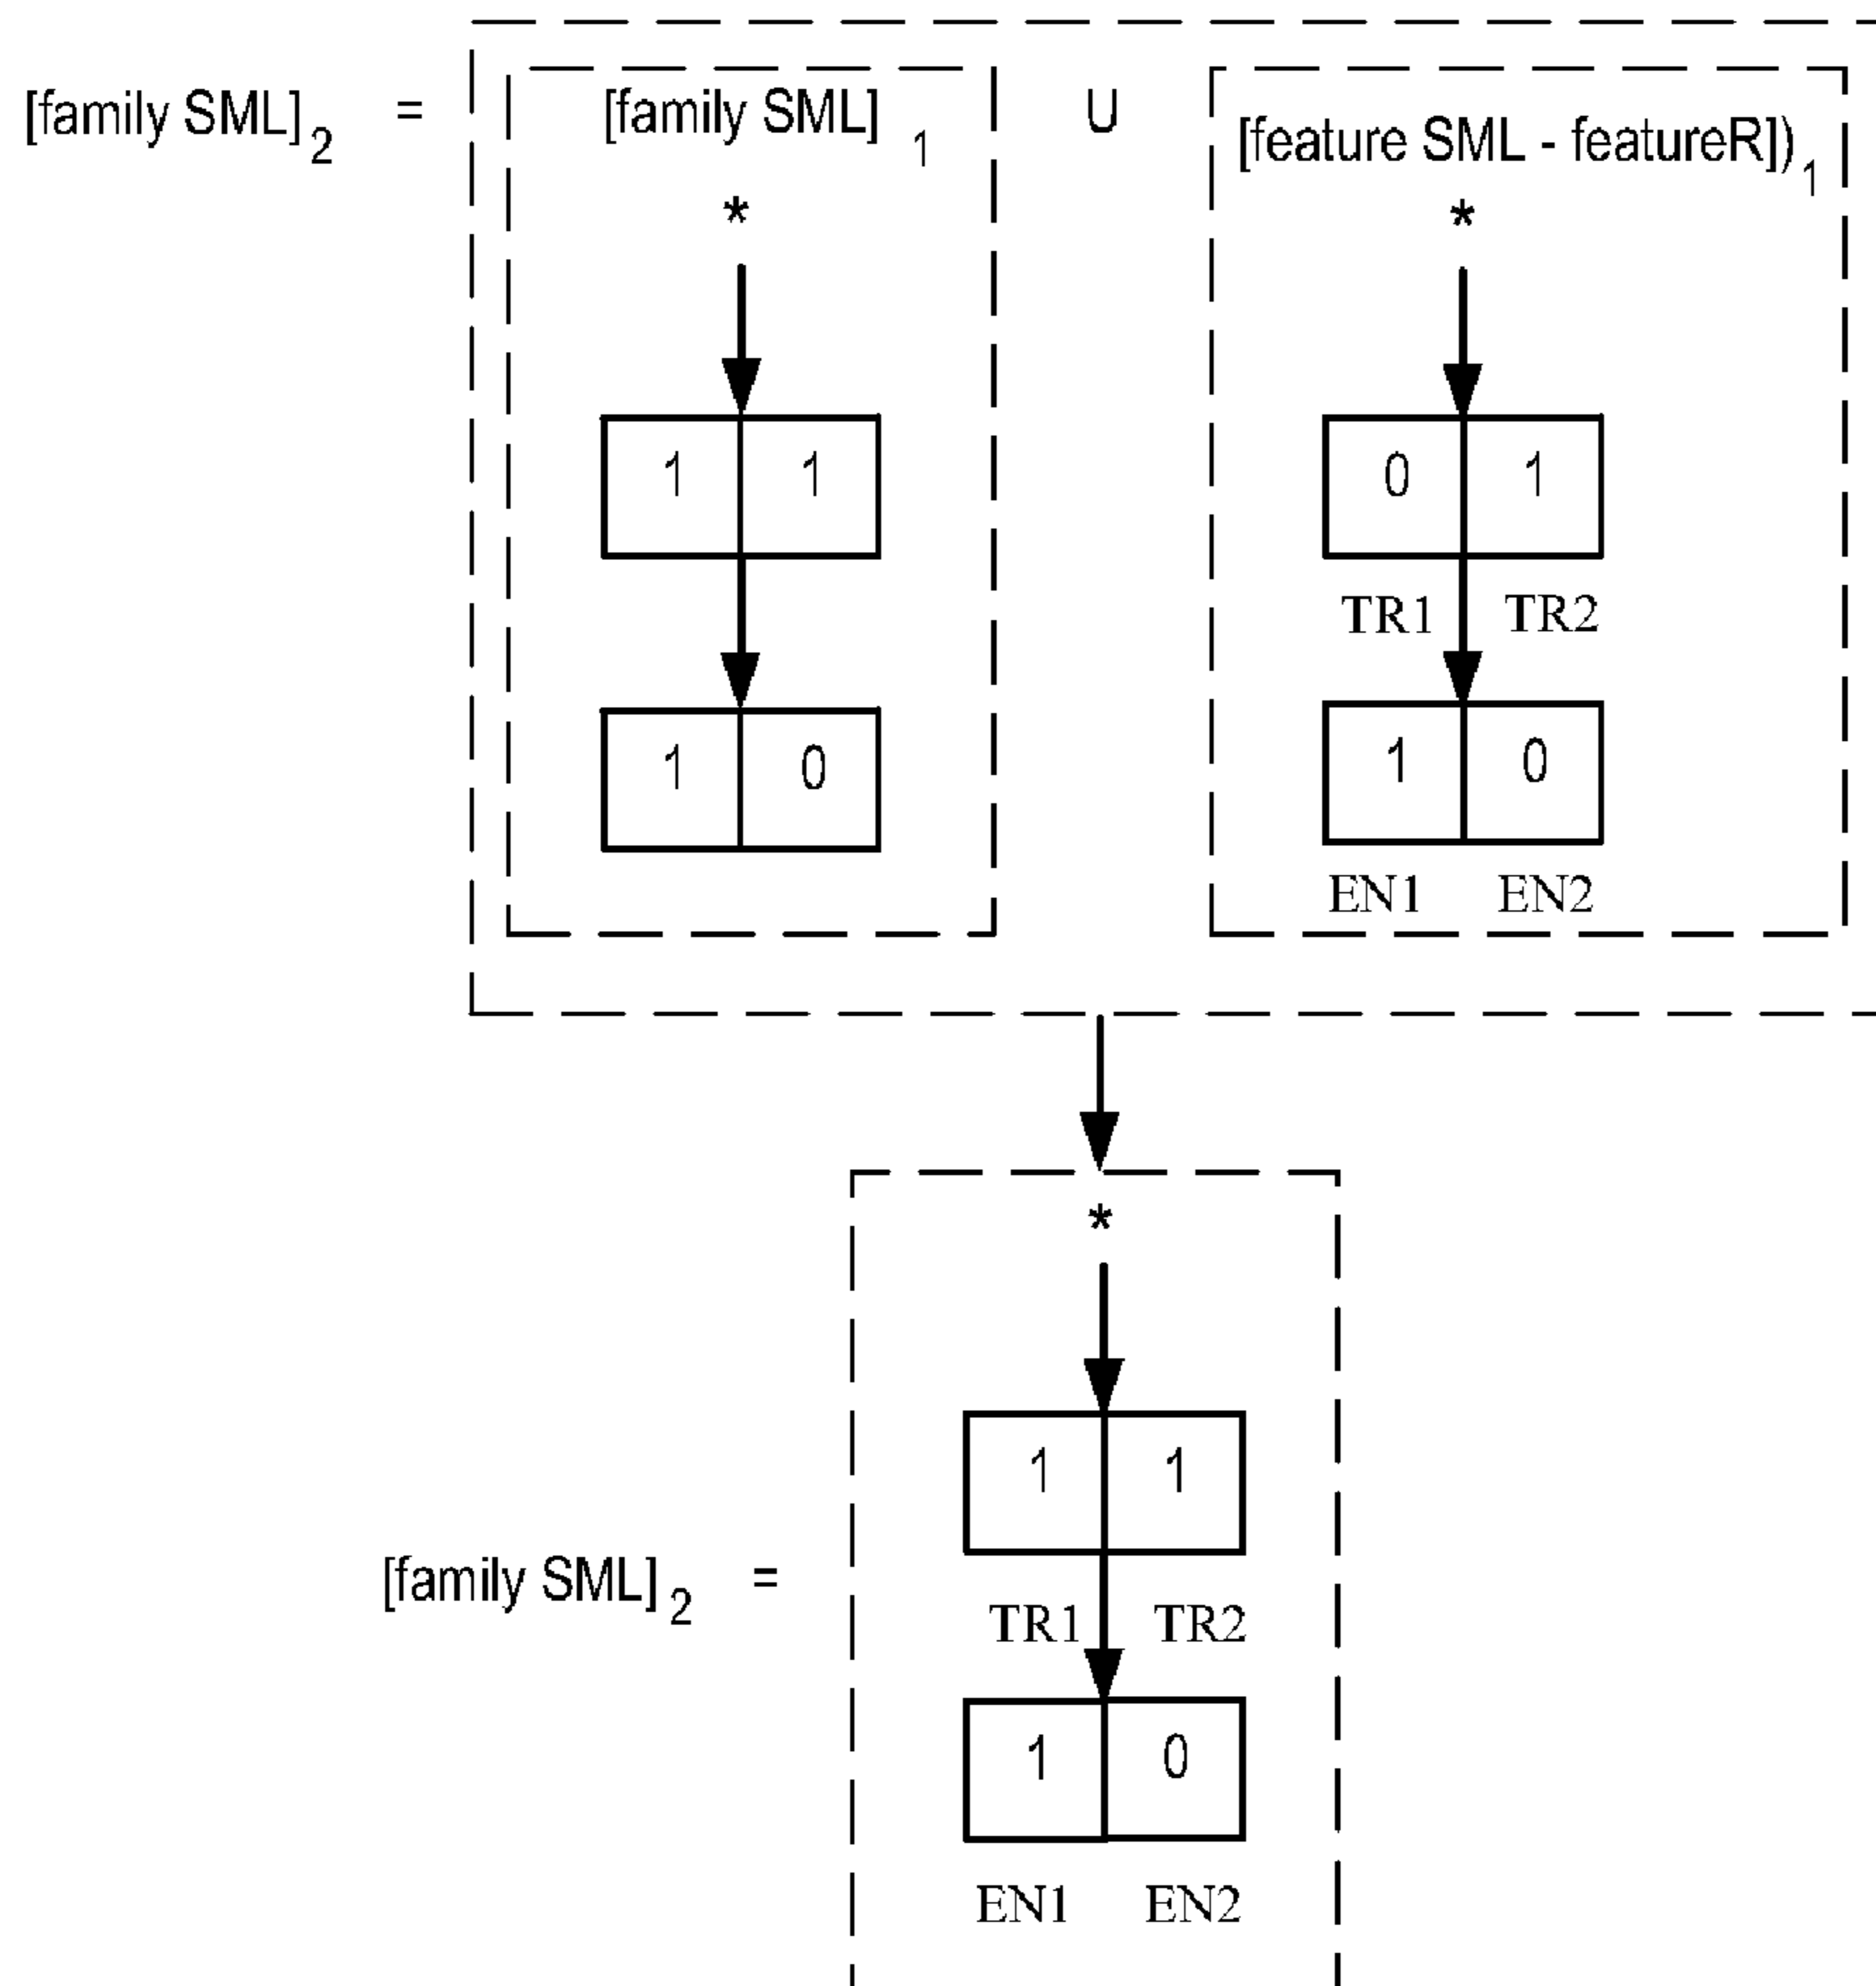 [family SML]2 = [family SML] 1 U [feature SML - featureR])1
* *
1 1 0 1
TR1 TR2
1 0 1 0
EN1 EN2
*
1 1
[family SML]2 =
TR1 TR2
1 0
EN1 EN2